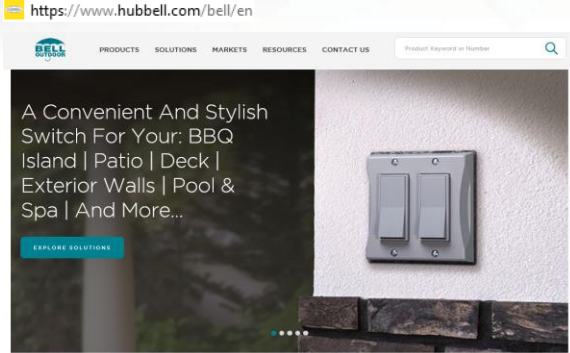 https://www.hubbell.com/bell/en
BELL
OUTDOOR
PRODUCTS SOLUTIONS MARKETS RESOURCES CONTACT US
Product Keyword or Number
A Convenient And Stylish
Switch For Your: BBQ
Island | Patio | Deck |
Exterior Walls | Pool &
Spa | And More...
EXPLORE SOLUTIONS